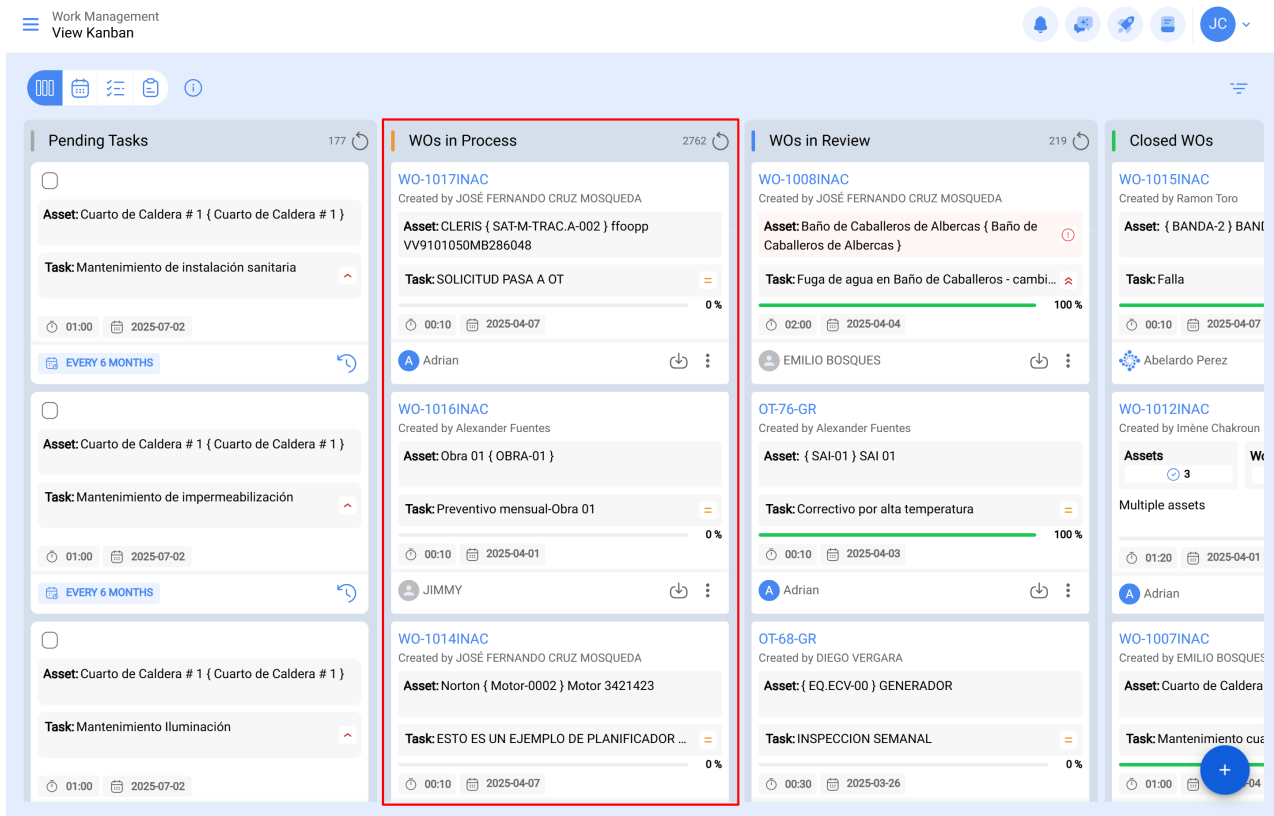 Work Management
View Kanban
JC
Pending Tasks 177
Asset: Cuarto de Caldera # 1 { Cuarto de Caldera # 1 }
Task: Mantenimiento de instalación sanitaria
01:00 2025-07-02
EVERY 6 MONTHS
Asset: Cuarto de Caldera # 1 { Cuarto de Caldera # 1 }
Task: Mantenimiento de impermeabilización
01:00 2025-07-02
EVERY 6 MONTHS
Asset: Cuarto de Caldera # 1 { Cuarto de Caldera # 1 }
Task: Mantenimiento Iluminación
01:00 2025-07-02
WOs in Process 2762
WO-1017INAC
Created by JOSÉ FERNANDO CRUZ MOSQUEDA
Asset: CLERIS { SAT-M-TRAC.A-002 } ffoopp
VV9101050MB286048
Task: SOLICITUD PASA A OT
0 %
00:10 2025-04-07
A Adrian
WO-1016INAC
Created by Alexander Fuentes
Asset: Obra 01 { OBRA-01 }
Task: Preventivo mensual-Obra 01
0 %
00:10 2025-04-01
JIMMY
WO-1014INAC
Created by JOSÉ FERNANDO CRUZ MOSQUEDA
Asset: Norton { Motor-0002 } Motor 3421423
Task: ESTO ES UN EJEMPLO DE PLANIFICADOR ...
0 %
00:10 2025-04-07
WOs in Review 219
WO-1008INAC
Created by JOSÉ FERNANDO CRUZ MOSQUEDA
Asset: Baño de Caballeros de Albercas { Baño de
Caballeros de Albercas }
Task: Fuga de agua en Baño de Caballeros - cambi...
100 %
02:00 2025-04-04
EMILIO BOSQUES
OT-76-GR
Created by Alexander Fuentes
Asset: { SAI-01 } SAI 01
Task: Correctivo por alta temperatura
100 %
00:10 2025-04-03
A Adrian
OT-68-GR
Created by DIEGO VERGARA
Asset: { EQ.ECV-00 } GENERADOR
Task: INSPECCION SEMANAL
0 %
00:30 2025-03-26
Closed WOs
WO-1015INAC
Created by Ramon Toro
Asset: { BANDA-2 } BANI
Task: Falla
00:10 2025-04-07
Abelardo Perez
WO-1012INAC
Created by Imène Chakroun
Assets Wo
3
Multiple assets
01:20 2025-04-01
A Adrian
WO-1007INAC
Created by EMILIO BOSQUES
Asset: Cuarto de Caldera
Task: Mantenimiento cua
01:00 -04
+